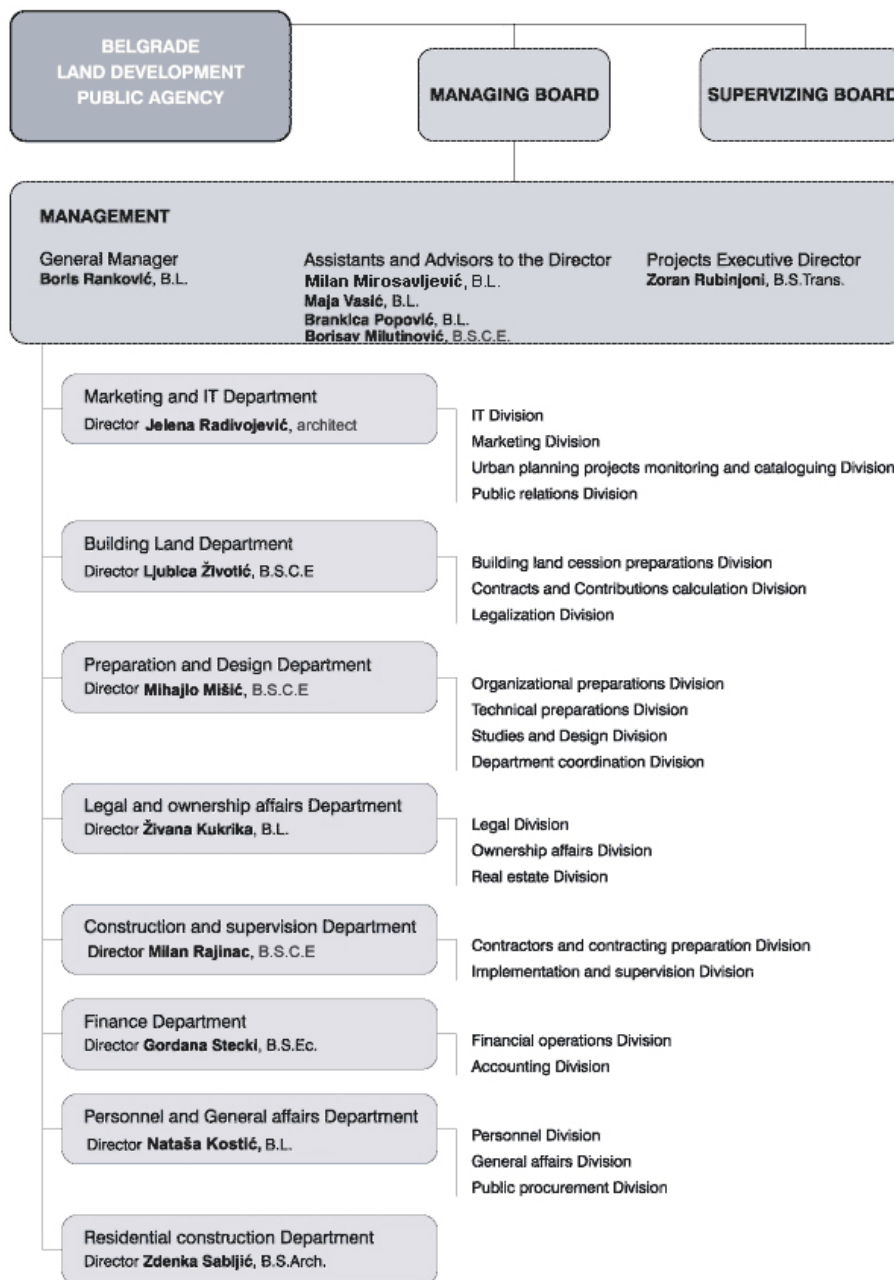 BELGRADE
LAND DEVELOPMENT
PUBLIC AGENCY
MANAGING BOARD
SUPERVIZING BOARD
MANAGEMENT
General Manager
Boris Ranković, B.L.
Assistants and Advisors to the Director
Milan Mirosavljević, B.L.
Maja Vasić, B.L.
Brankica Popović, B.L.
Borisav Milutinović, B.S.C.E.
Projects Executive Director
Zoran Rubinjoni, B.S.Trans.
Marketing and IT Department
Director Jelena Radivojević, architect
IT Division
Marketing Division
Urban planning projects monitoring and cataloguing Division
Public relations Division
Building Land Department
Director Ljubica Životić, B.S.C.E
Building land cession preparations Division
Contracts and Contributions calculation Division
Legalization Division
Preparation and Design Department
Director Mihajlo Mišić, B.S.C.E
Organizational preparations Division
Technical preparations Division
Studies and Design Division
Department coordination Division
Legal and ownership affairs Department
Director Živana Kukrika, B.L.
Legal Division
Ownership affairs Division
Real estate Division
Construction and supervision Department
Director Milan Rajinac, B.S.C.E
Contractors and contracting preparation Division
Implementation and supervision Division
Finance Department
Director Gordana Stecki, B.S.Ec.
Financial operations Division
Accounting Division
Personnel and General affairs Department
Director Nataša Kostić, B.L.
Personnel Division
General affairs Division
Public procurement Division
Residential construction Department
Director Zdenka Sabljić, B.S.Arch.